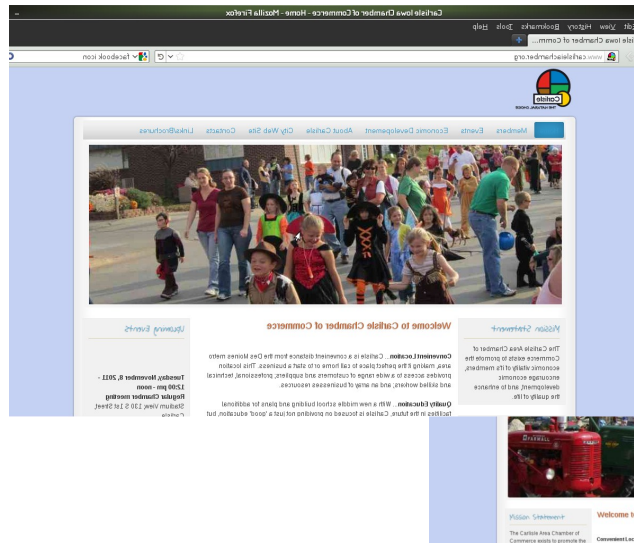 Carlisle Iowa Chamber of Commerce - Home - Mozilla Firefox
Edit View History Bookmarks Tools Help
isle Iowa Chamber of Comm...
www.carlisleiachamber.org
facebook icon
Carlisle
THE NATURAL CHOICE
Members Events Economic Developement About Carlisle City Web Site Contacts Links/Brochures
Mission Statement
The Carlisle Area Chamber of
Commerce exists to promote the
economic vitality of it's members,
encourage economic
development, and to enhance
the quality of life.
Welcome to Carlisle Chamber of Commerce
Convenient Location... Carlisle is a convenient distance from the Des Moines metro
area, making it the perfect place to call home or to start a business. This location
provides access to a wide range of customers and suppliers; professional, technical
and skilled workers; and an array of businesses resources.
Quality Education... With a new middle school building and plans for additional
facilities in the future, Carlisle is focused on providing not just a 'good' education, but
Upcoming Events
Tuesday, November 8, 2011 -
12:00 pm - noon
Regular Chamber meeting
Stadium View, 130 S 1st Street,
Carlisle
FARMALL
Mission Statement
The Carlisle Area Chamber of
Commerce exists to promote the
Welcome to
Convenient Loc